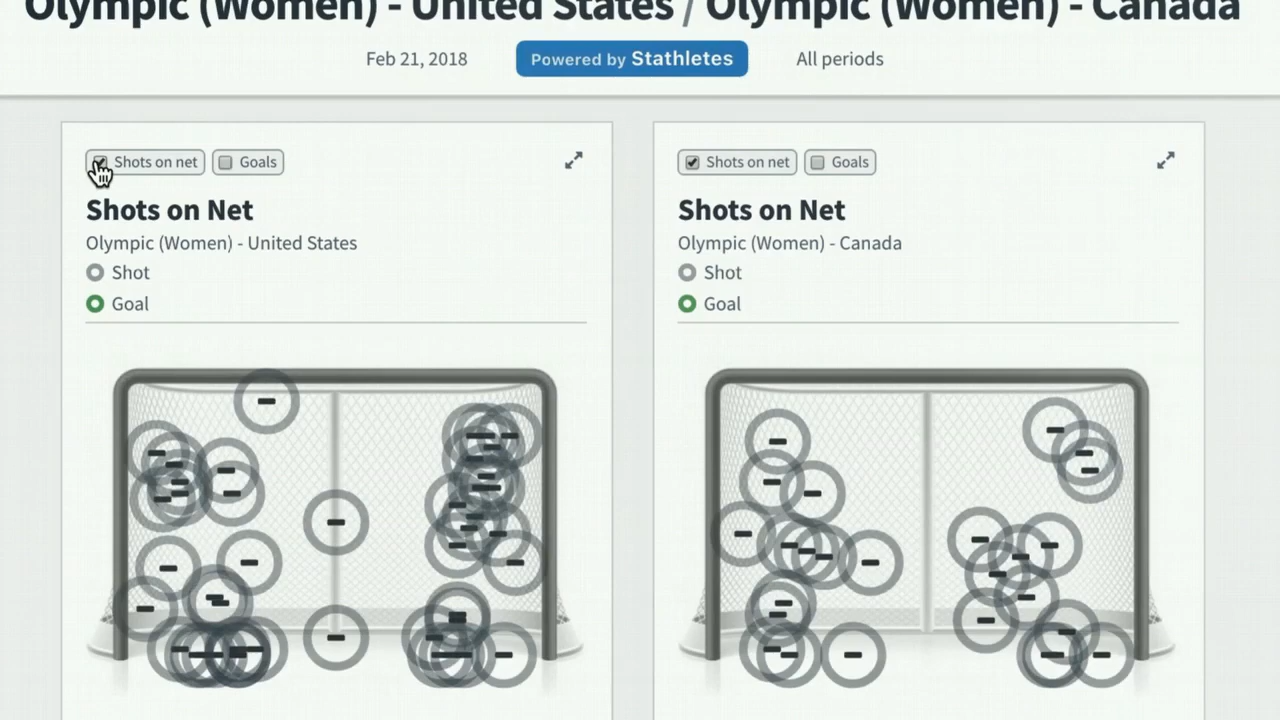 Olympic (Women) - United States / Olympic (Women) - Canada
Feb 21, 2018 Powered by Stathletes All periods
Shots on net Goals
Shots on Net
Olympic (Women) - United States
Shot
Goal
Shots on net Goals
Shots on Net
Olympic (Women) - Canada
Shot
Goal